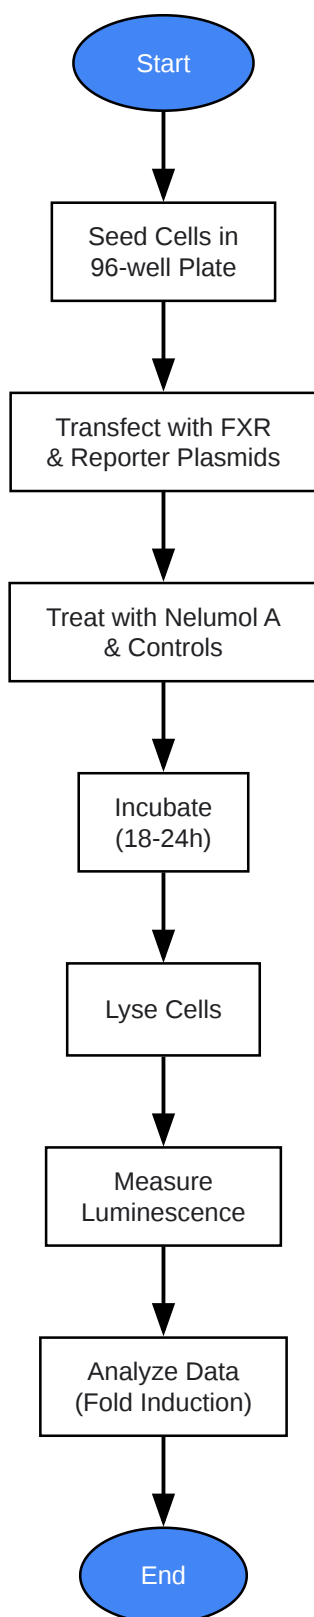 Start
Seed Cells in
96-well Plate
Transfect with FXR
& Reporter Plasmids
Treat with Nelumol A
& Controls
Incubate
(18-24h)
Lyse Cells
Measure
Luminescence
Analyze Data
(Fold Induction)
End